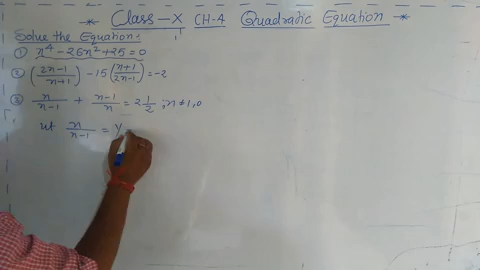 * Class-X CH-4 Quadratic Equation *
Solve the Equation:
① x⁴ - 26x² + 25 = 0
② (2x-1/x+1) - 15(x+1/2x-1) = -2
③ x/x-1 + x-1/x = 2 1/2 ; x ≠ 1, 0
let x/x-1 = y